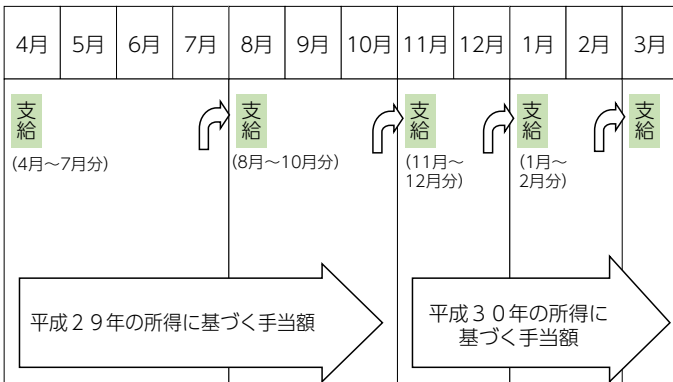 4月 5月 6月 7月 8月 9月 10月 11月 12月 1月 2月 3月
支給 支給 支給 支給 支給
(4月～7月分) (8月～10月分) (11月～ (1月～
12月分) 2月分)
平成29年の所得に基づく手当額
平成30年の所得に
基づく手当額